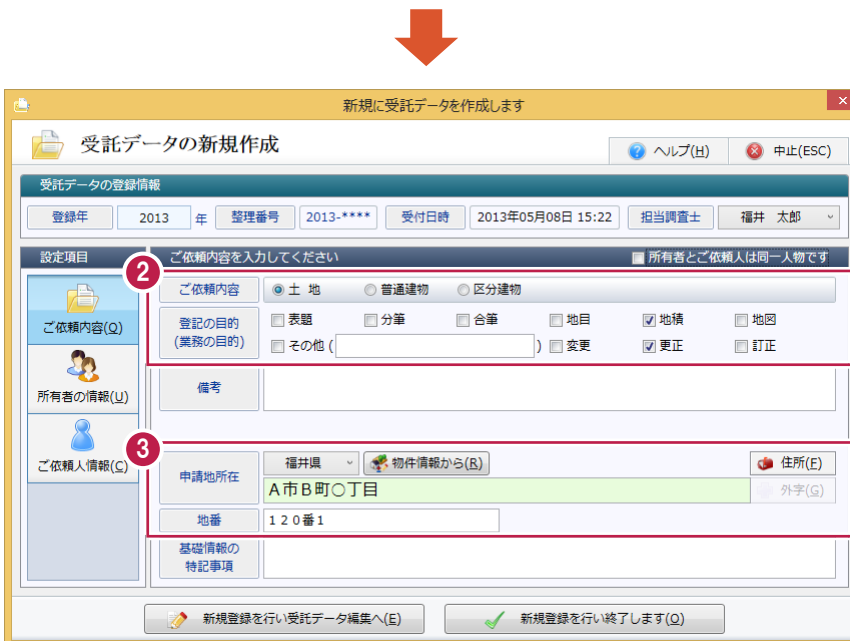 新規に受託データを作成します
受託データの新規作成
ヘルプ(H) 中止(ESC)
受託データの登録情報
登録年 2013 年 整理番号 2013-**** 受付日時 2013年05月08日 15:22 担当調査士 福井 太郎
設定項目 ご依頼内容を入力してください 所有者とご依頼人は同一人物です
2
ご依頼内容(Q) ご依頼内容 土 地 普通建物 区分建物
登記の目的 表題 分筆 合筆 地目 地積 地図
(業務の目的) その他 ( ) 変更 更正 訂正
所有者の情報(U) 備考
3
ご依頼人情報(C) 申請地所在 福井県 物件情報から(R) 住所(F)
A市B町○丁目 外字(G)
地番 120番1
基礎情報の
特記事項
新規登録を行い受託データ編集へ(E) 新規登録を行い終了します(O)